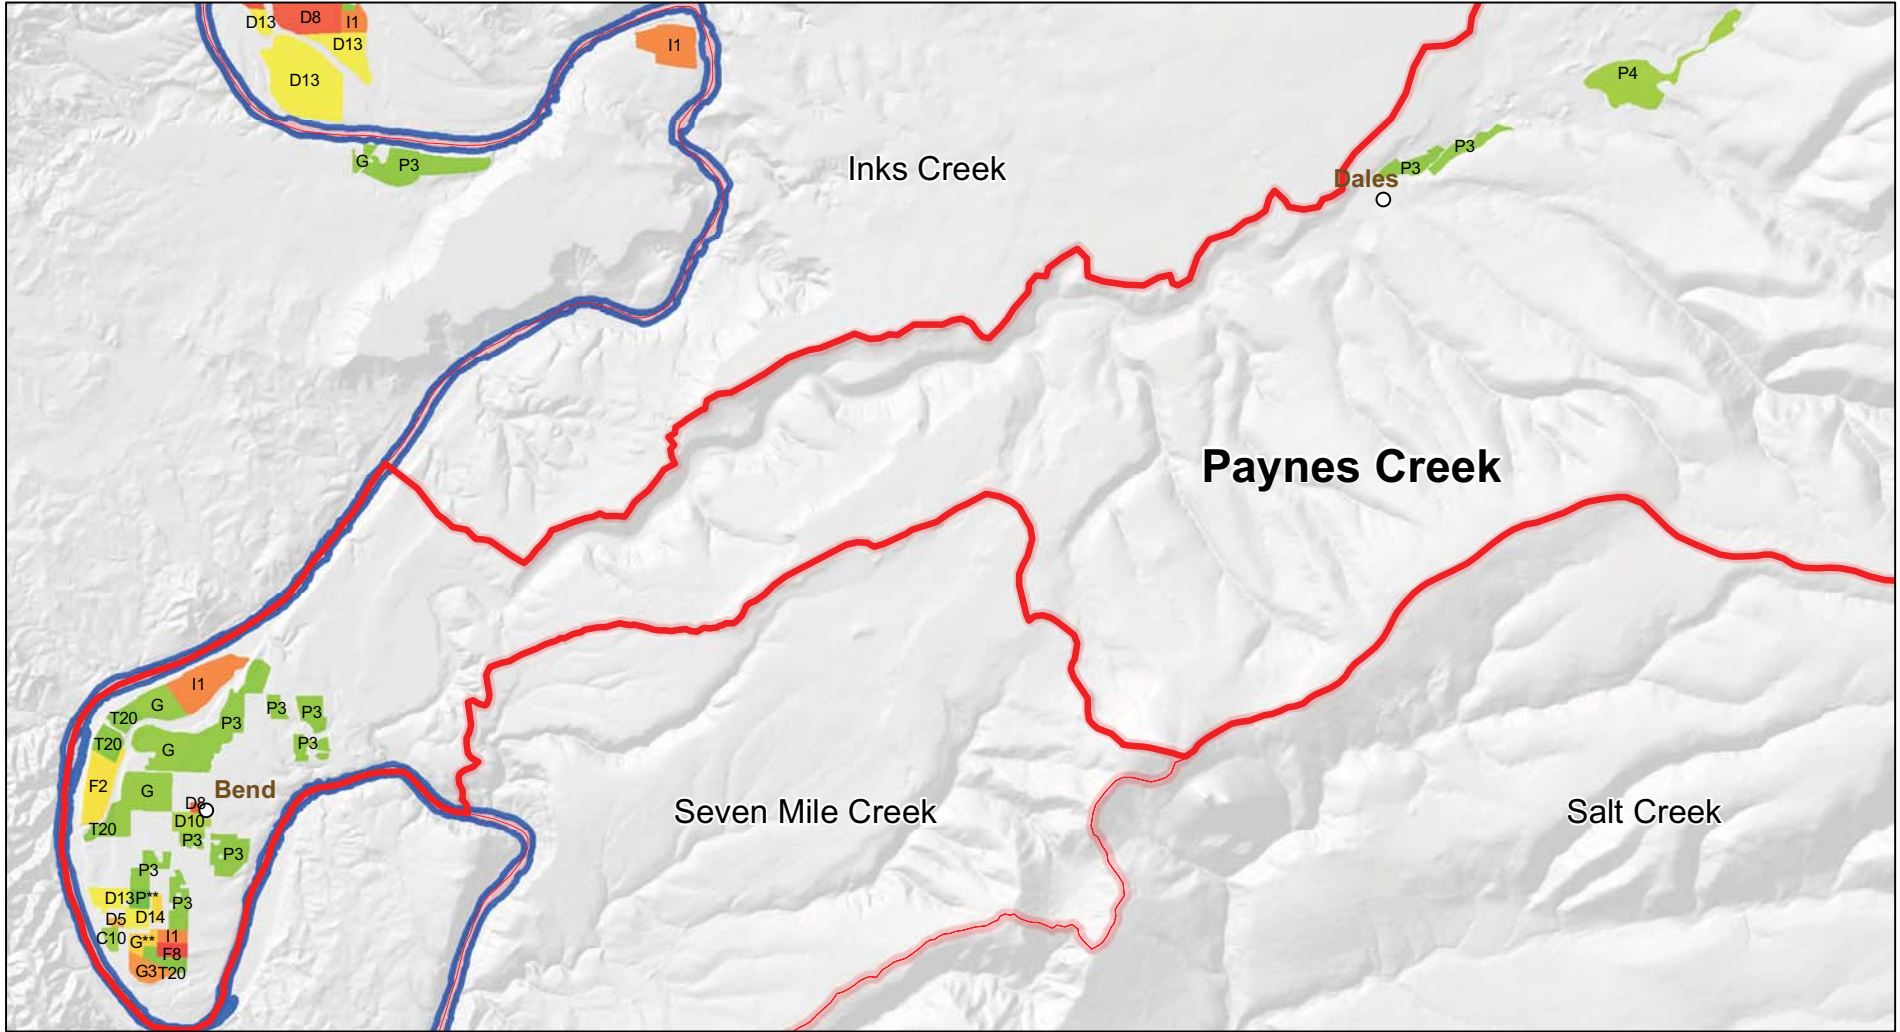 D13
D8
I1
D13
D13
I1
P4
G
P3
Inks Creek
P3
P3
Dales
Paynes Creek
I1
G
T20
P3
P3
P3
T20
G
P3
F2
G
Bend
D8
D10
T20
P3
P3
P3
D13
P**
P3
D5
D14
C10
G**
I1
F8
G3
T20
Seven Mile Creek
Salt Creek